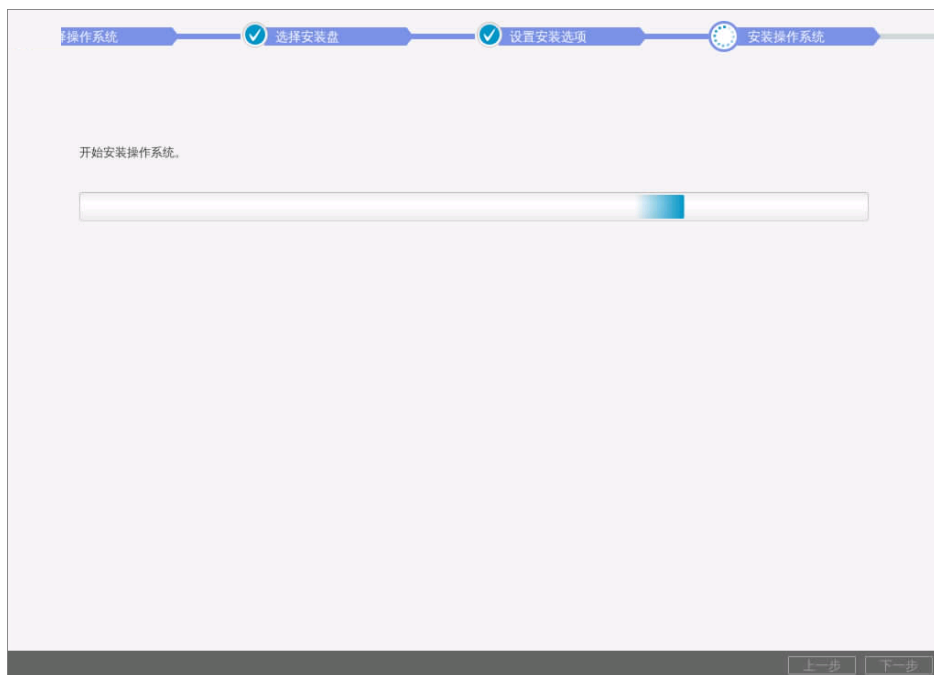 择操作系统
选择安装盘
设置安装选项
安装操作系统
开始安装操作系统。
上一步
下一步